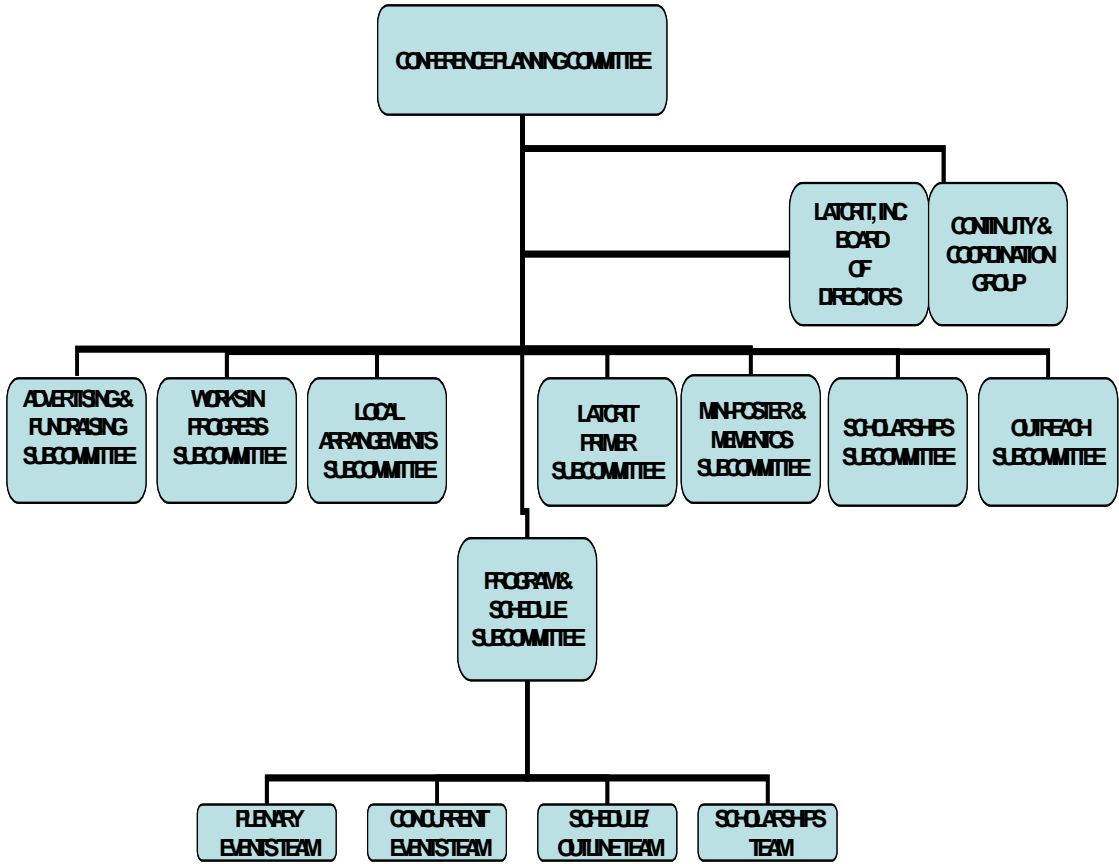 CONFERENCE PLANNING COMMITTEE
LATCRIT, INC.
BOARD
OF
DIRECTORS
CONTINUITY &
COORDINATION
GROUP
ADVERTISING &
FUNDRAISING
SUBCOMMITTEE
WORKS IN
PROGRESS
SUBCOMMITTEE
LOCAL
ARRANGEMENTS
SUBCOMMITTEE
LATCRIT
PRIMER
SUBCOMMITTEE
MINI-POSTER &
MEMENTOS
SUBCOMMITTEE
SCHOLARSHIPS
SUBCOMMITTEE
OUTREACH
SUBCOMMITTEE
PROGRAM &
SCHEDULE
SUBCOMMITTEE
PLENARY
EVENTS TEAM
CONCURRENT
EVENTS TEAM
SCHEDULE/
OUTLINE TEAM
SCHOLARSHIPS
TEAM